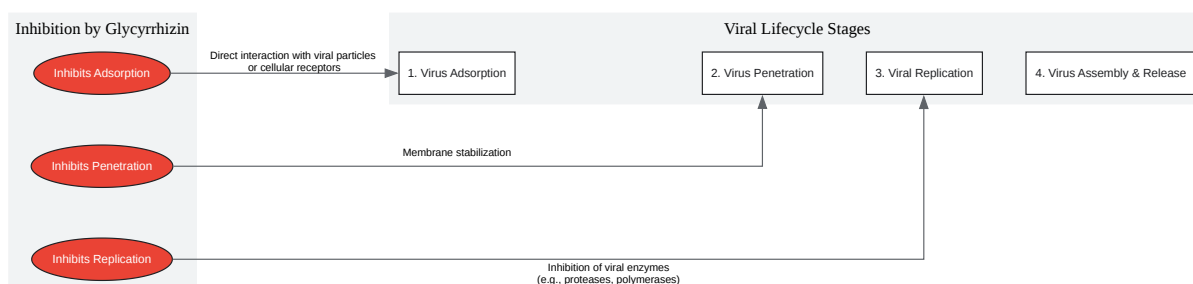 Inhibition by Glycyrrhizin
Viral Lifecycle Stages
Inhibits Adsorption
Direct interaction with viral particles
or cellular receptors
1. Virus Adsorption
2. Virus Penetration
3. Viral Replication
4. Virus Assembly & Release
Inhibits Penetration
Membrane stabilization
Inhibits Replication
Inhibition of viral enzymes
(e.g., proteases, polymerases)